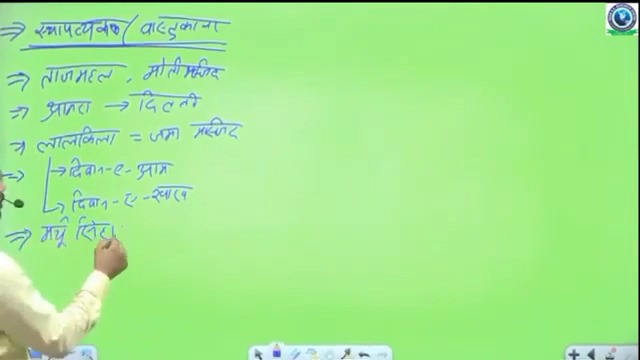 ⇒ स्थापत्यकला / वास्तुकला
⇒ ताजमहल, मोती मस्जिद
⇒ आगरा → दिल्ली
⇒ लालकिला = जमा मस्जिद
⇒ → दिवान-ए-आम
→ दिवान-ए-खास
⇒ मयूँ सिंहा